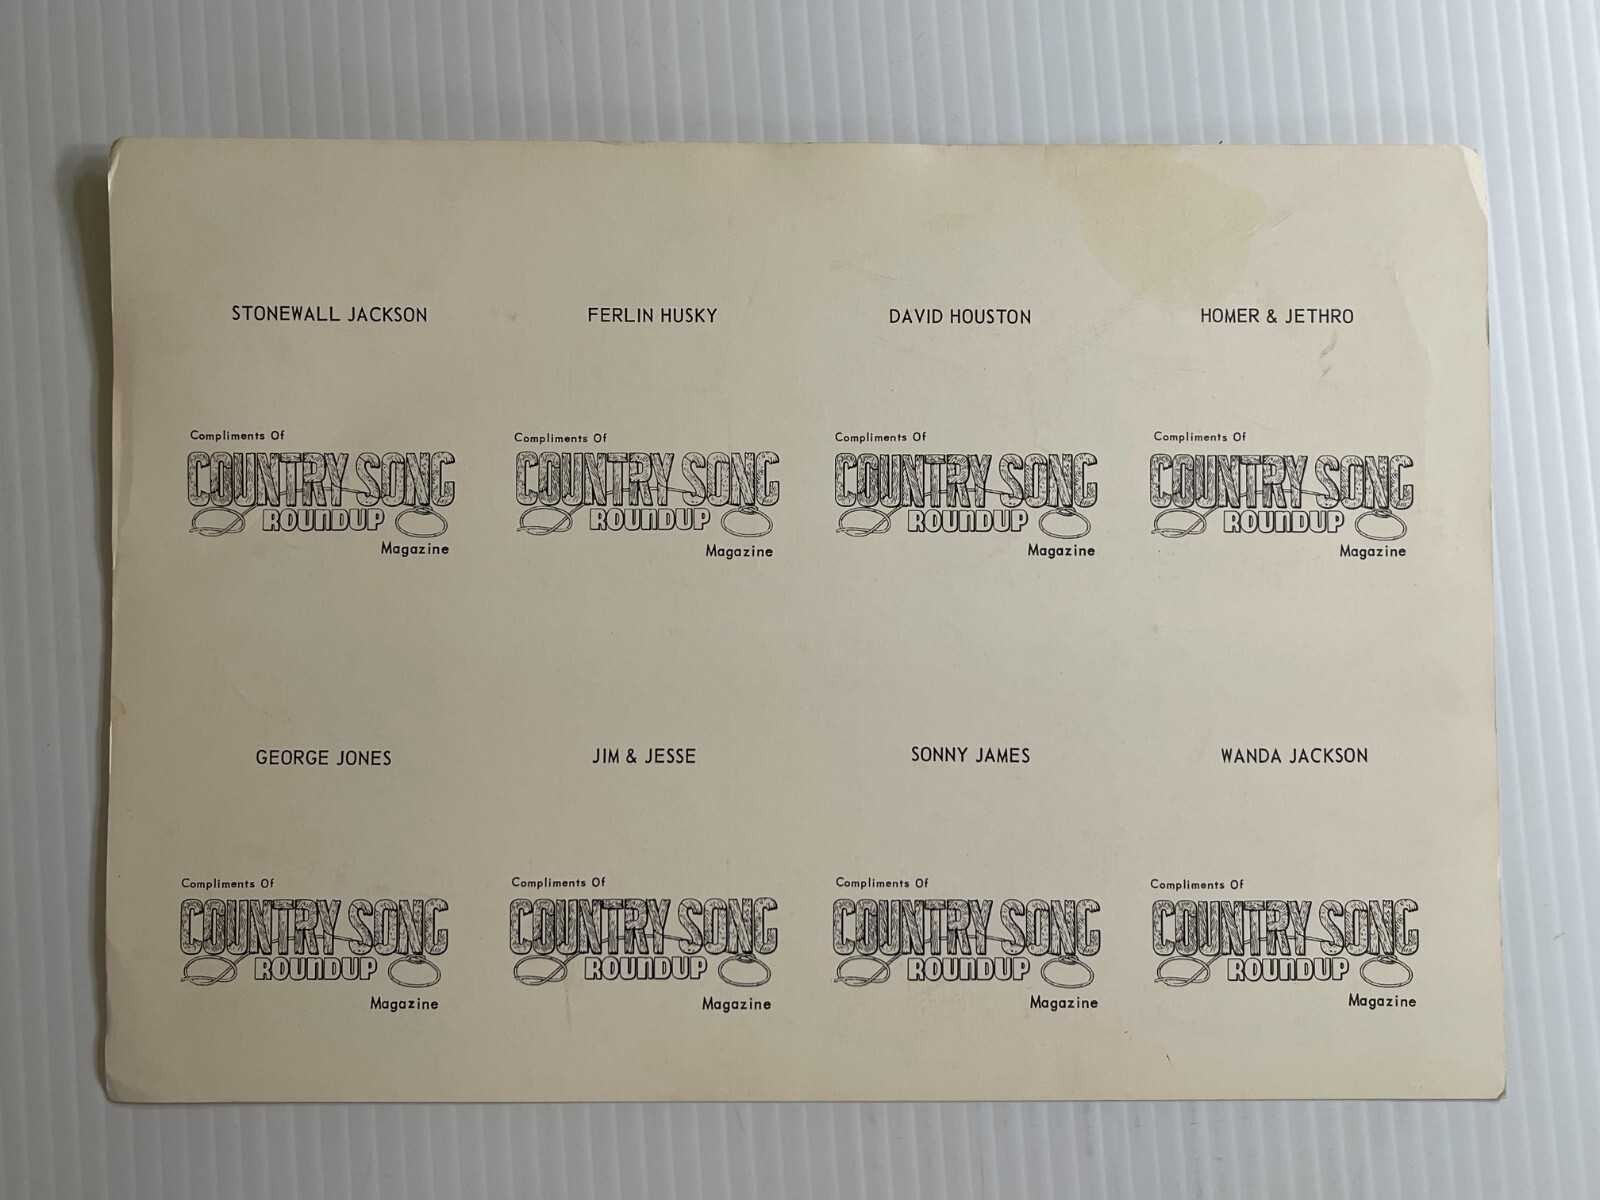 STONEWALL JACKSON
FERLIN HUSKY
DAVID HOUSTON
HOMER & JETHRO
Compliments Of
COUNTRY SONG
ROUNDUP
Magazine
Compliments Of
COUNTRY SONG
ROUNDUP
Magazine
Compliments Of
COUNTRY SONG
ROUNDUP
Magazine
Compliments Of
COUNTRY SONG
ROUNDUP
Magazine
GEORGE JONES
JIM & JESSE
SONNY JAMES
WANDA JACKSON
Compliments Of
COUNTRY SONG
ROUNDUP
Magazine
Compliments Of
COUNTRY SONG
ROUNDUP
Magazine
Compliments Of
COUNTRY SONG
ROUNDUP
Magazine
Compliments Of
COUNTRY SONG
ROUNDUP
Magazine